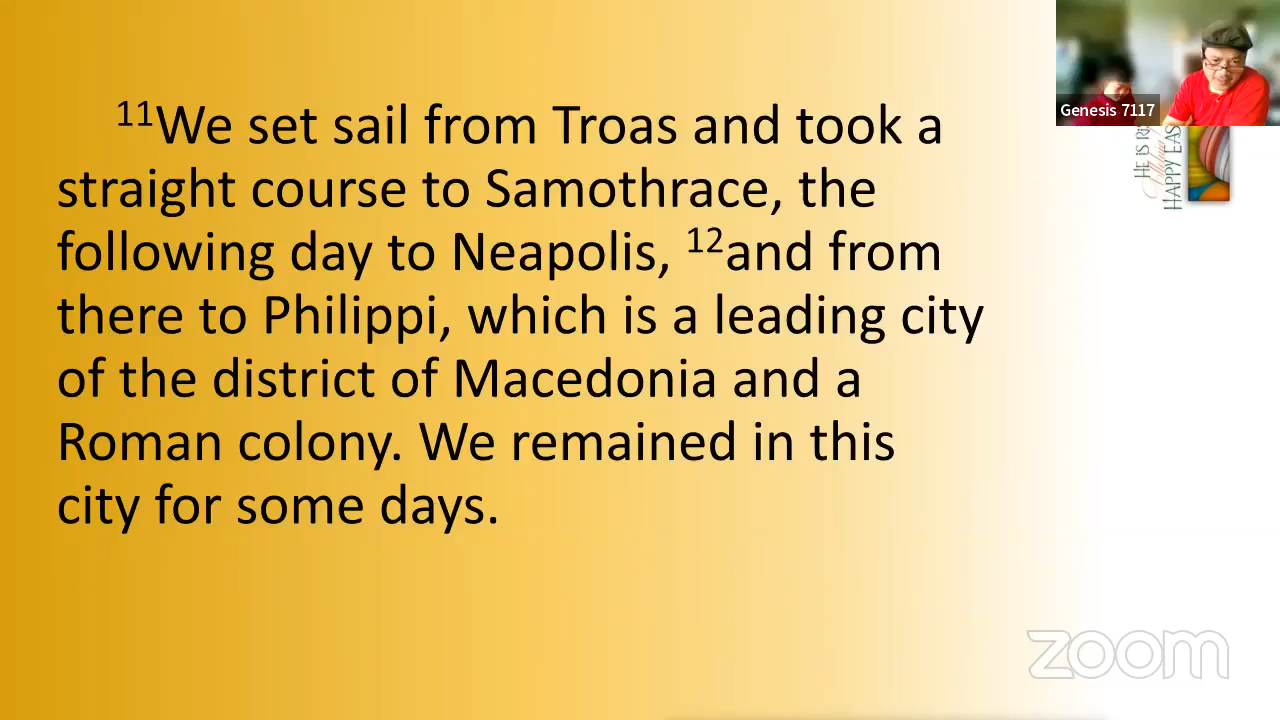 ¹¹We set sail from Troas and took a
straight course to Samothrace, the
following day to Neapolis, ¹²and from
there to Philippi, which is a leading city
of the district of Macedonia and a
Roman colony. We remained in this
city for some days.
Genesis 7117
HE IS
HAPPY
zoom